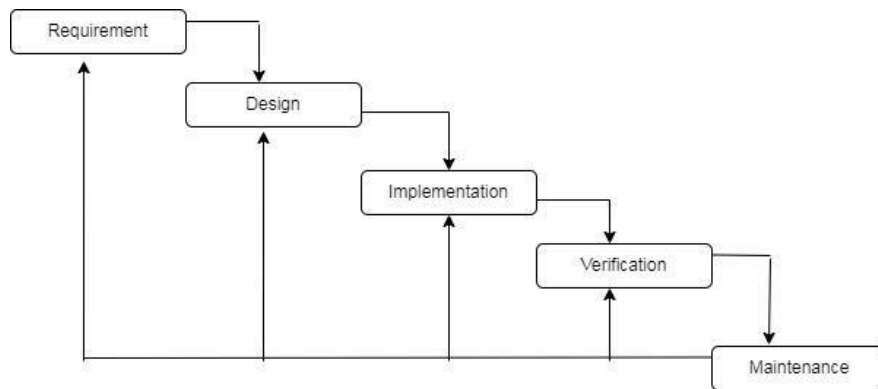 Requirement
Design
Implementation
Verification
Maintenance